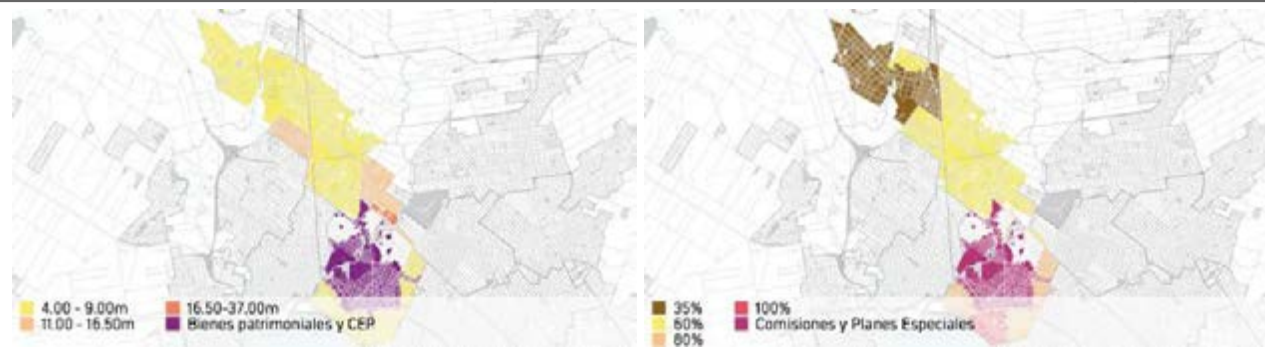 4.00 - 9.00m
11.00 - 16.50m
16.50-37.00m
Bienes patrimoniales y CEP
35%
60%
80%
100%
Comisiones y Planes Especiales